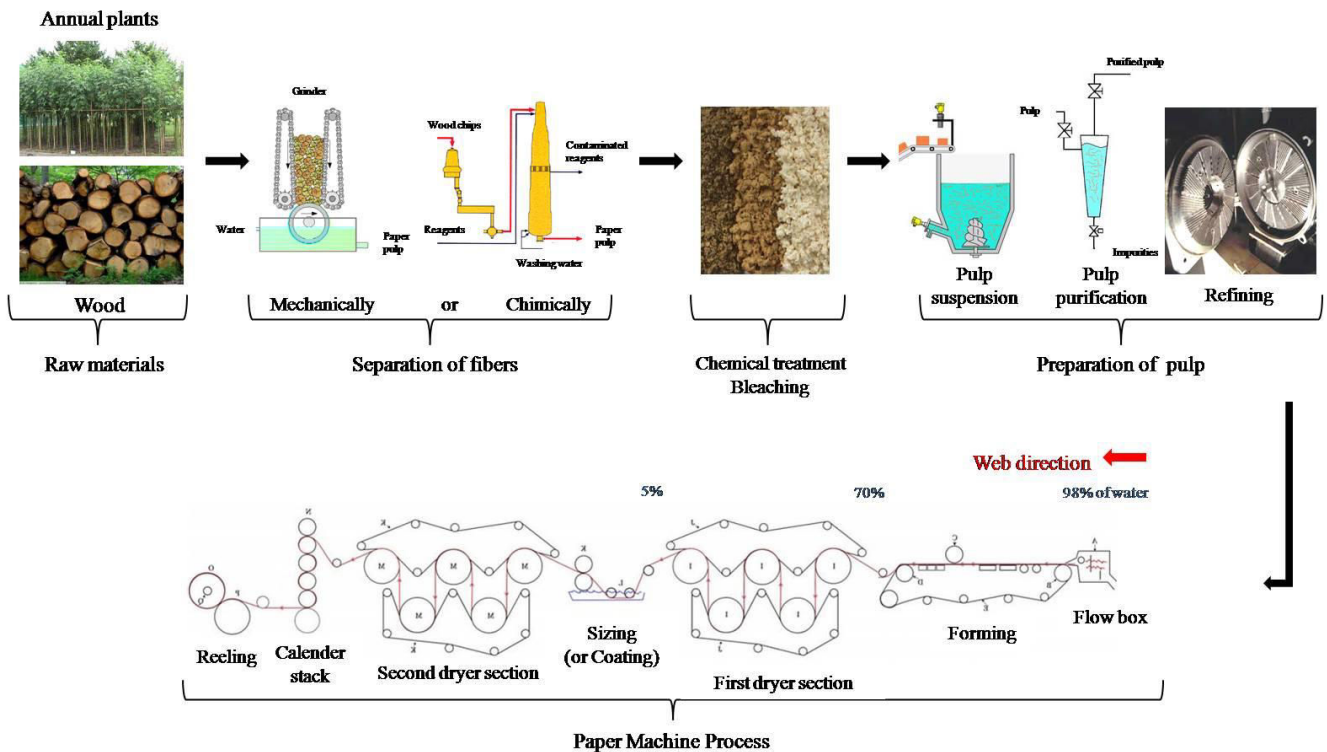 Annual plants
Wood
Raw materials
Grinder
Water
Paper
pulp
Mechanically
or
Wood chips
Reagents
Contaminated
reagents
Paper
pulp
Washing water
Chimically
Separation of fibers
Chemical treatment
Bleaching
Pulp
suspension
Purified pulp
Pulp
Impurities
Pulp
purification
Refining
Preparation of pulp
Web direction
5%
70%
98% of water
N
K
J
C
A
O
O
P
M
M
M
K
L
I
I
I
D
B
M
M
I
I
E
K
J
Reeling
Calender
stack
Second dryer section
Sizing
(or Coating)
First dryer section
Forming
Flow box
Paper Machine Process